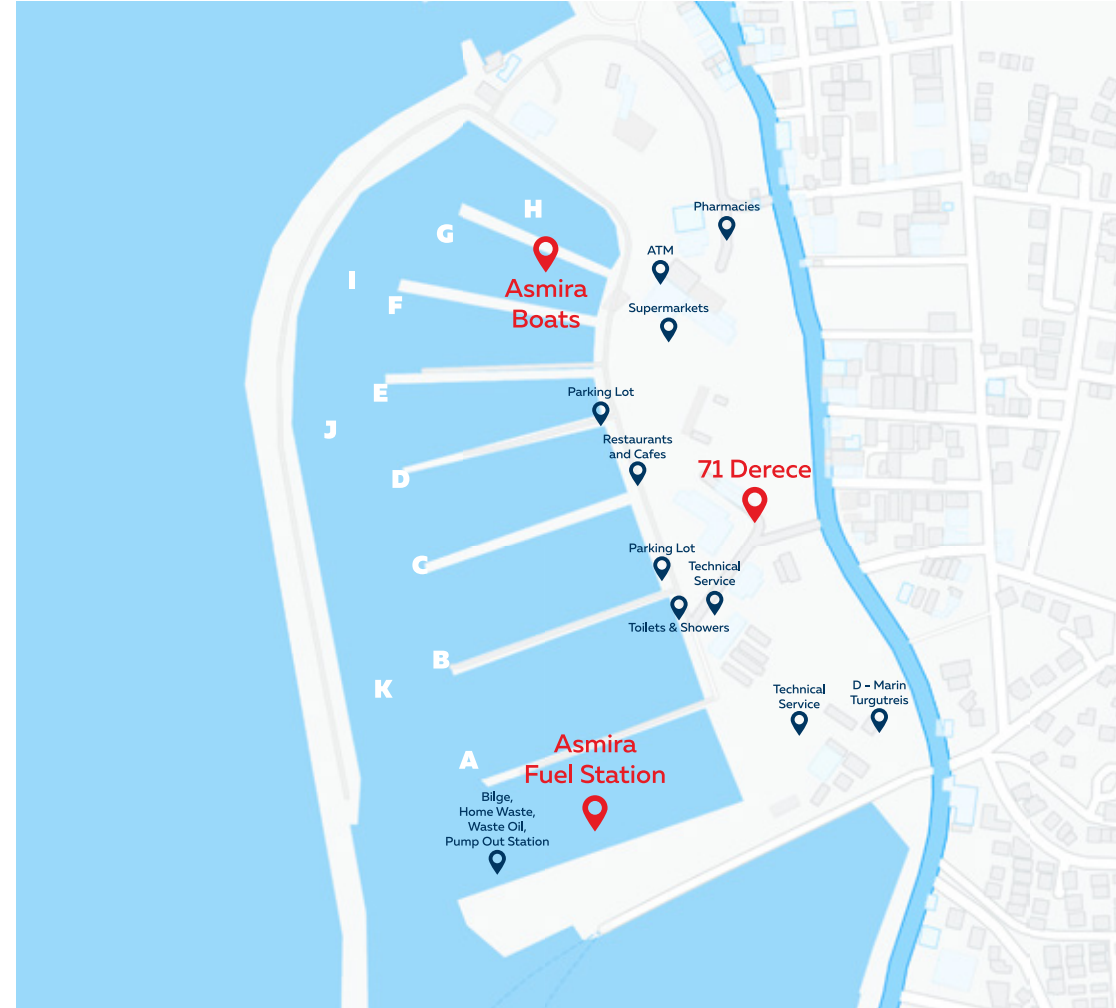 Pharmacies
H
G
ATM
I
Asmira
Boats
F
Supermarkets
E
Parking Lot
J
Restaurants
and Cafes
71 Derece
D
Parking Lot
C
Technical
Service
Toilets & Showers
B
K
Technical
Service
D - Marin
Turgutreis
A
Asmira
Fuel Station
Bilge,
Home Waste,
Waste Oil,
Pump Out Station